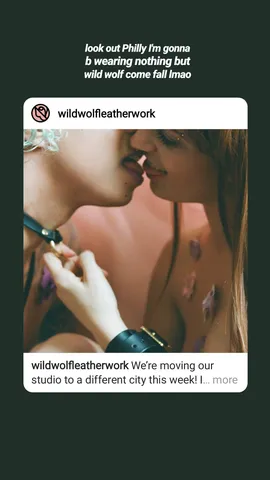 look out Philly I'm gonna
b wearing nothing but
wild wolf come fall lmao
wildwolfleatherwork
wildwolfleatherwork We're moving our
studio to a different city this week! I... more